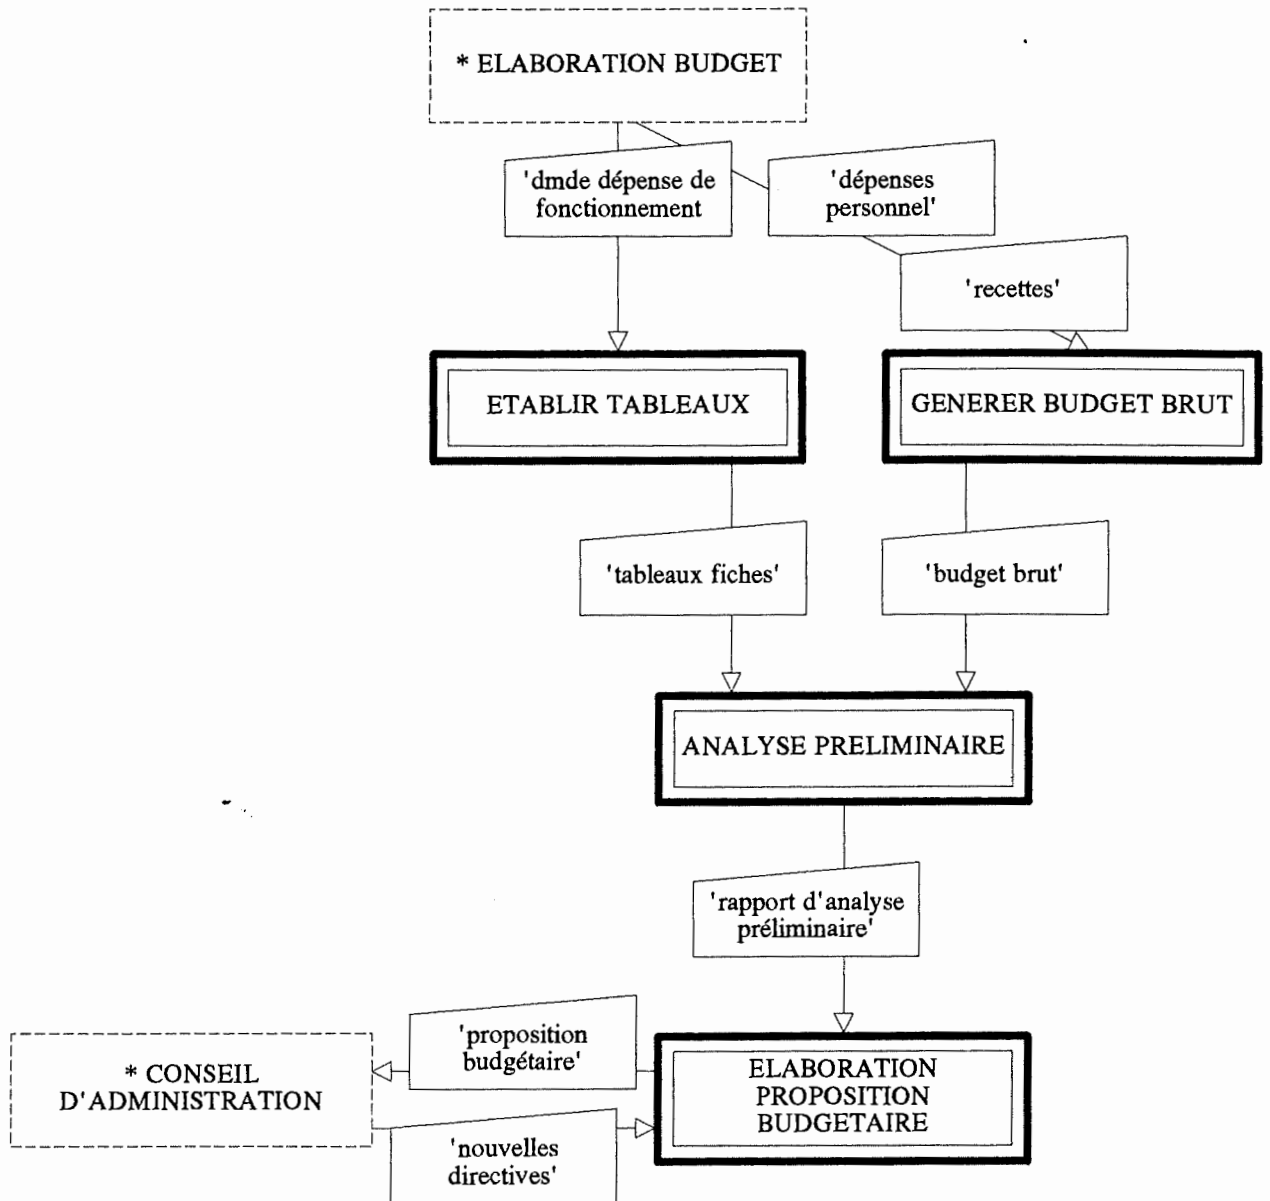 * ELABORATION BUDGET
'dmde dépense de
fonctionnement
'dépenses
personnel'
'recettes'
ETABLIR TABLEAUX
GENERER BUDGET BRUT
'tableaux fiches'
'budget brut'
ANALYSE PRELIMINAIRE
'rapport d'analyse
préliminaire'
'proposition
budgétaire'
* CONSEIL
D'ADMINISTRATION
ELABORATION
PROPOSITION
BUDGETAIRE
'nouvelles
directives'